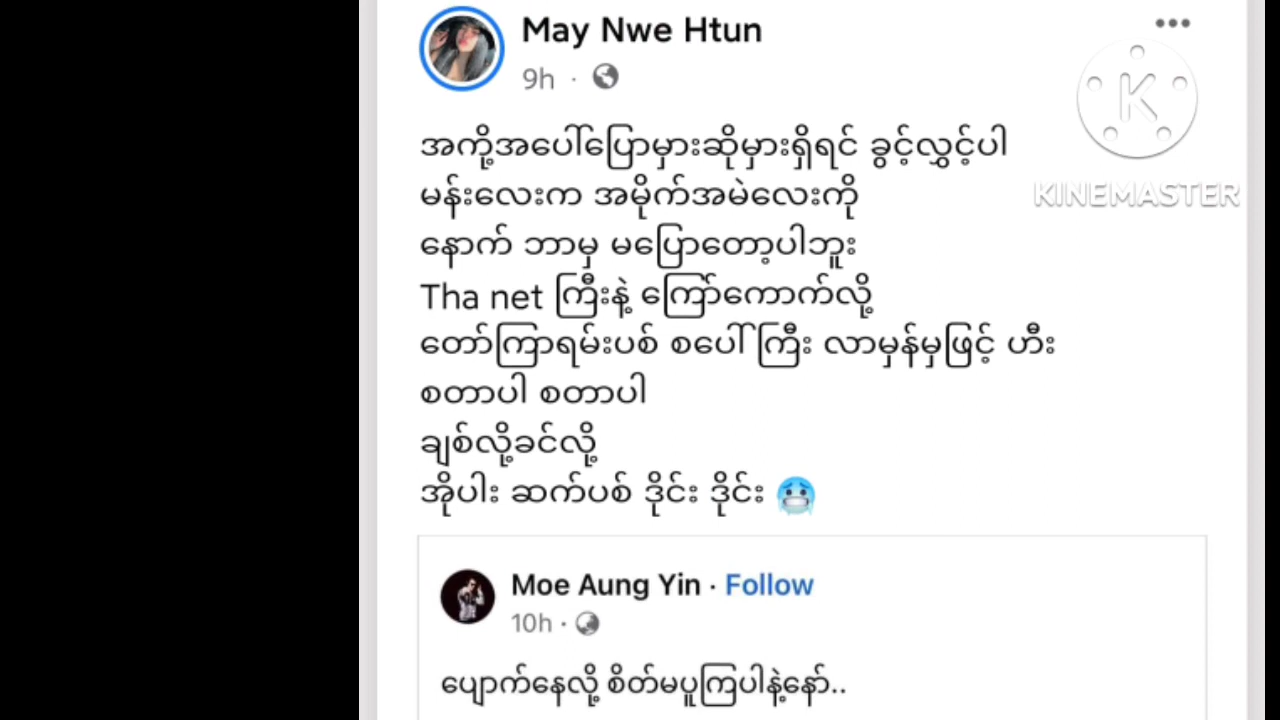 May Nwe Htun
9h ·
အကို့အပေါ်ပြောမှားဆိုမှားရှိရင် ခွင့်လွှင့်ပါ
မန်းလေးက အမိုက်အမဲလေးကို
နောက် ဘာမှ မပြောတော့ပါဘူး
Tha net ကြီးနဲ့ ကြော်ကောက်လို့
တော်ကြာရမ်းပစ် စပေါ်ကြီး လာမှန်မှဖြင့် ဟီး
စတာပါ စတာပါ
ချစ်လို့ခင်လို့
အိုပါး ဆက်ပစ် ဒိုင်း ဒိုင်း 🥶
Moe Aung Yin · Follow
10h ·
ပျောက်နေလို့ စိတ်မပူကြပါနဲ့နော်..
K
KINEMASTER